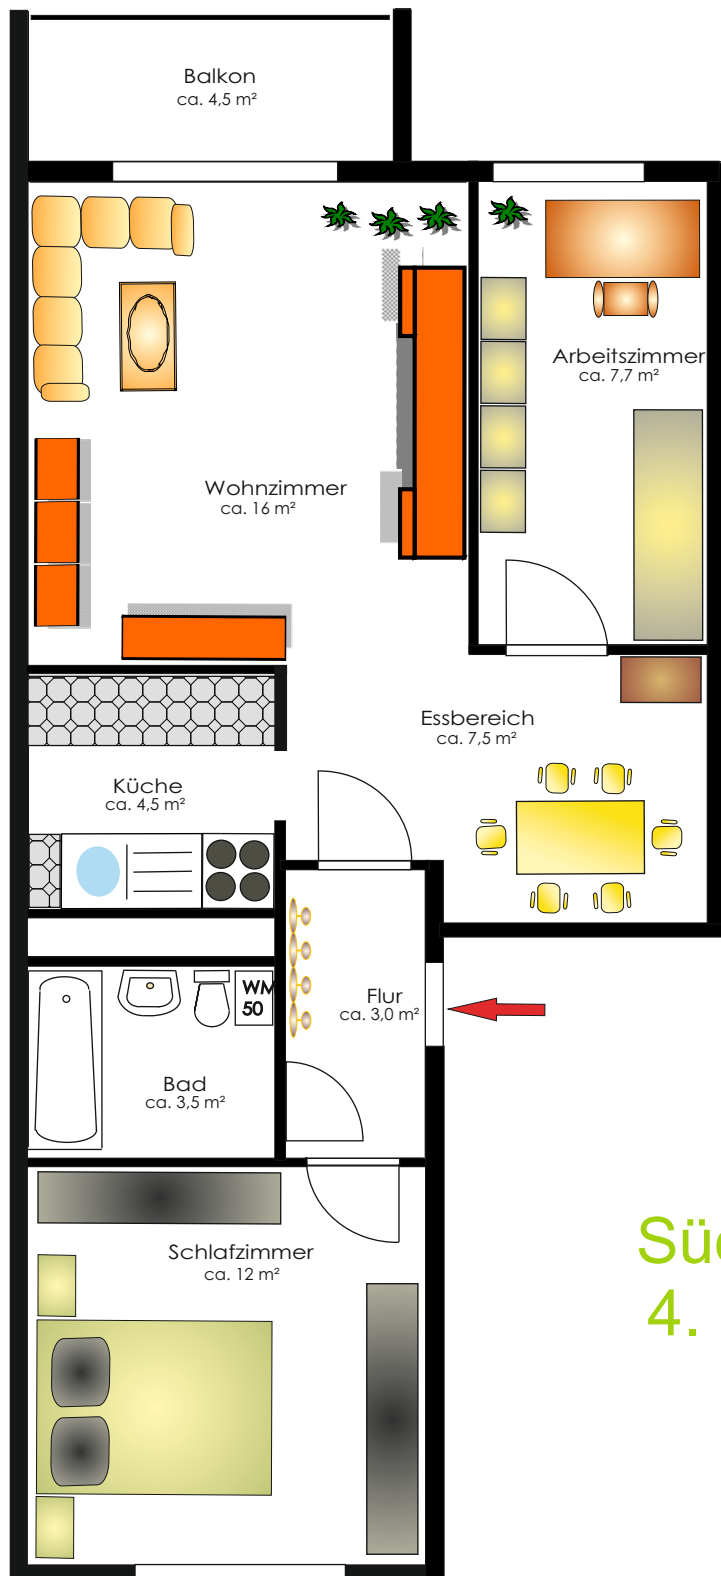 Balkon
ca. 4,5 m²
Arbeitszimmer
ca. 7,7 m²
Wohnzimmer
ca. 16 m²
Essbereich
ca. 7,5 m²
Küche
ca. 4,5 m²
WM
50
Flur
ca. 3,0 m²
Bad
ca. 3,5 m²
Schlafzimmer
ca. 12 m²
4.